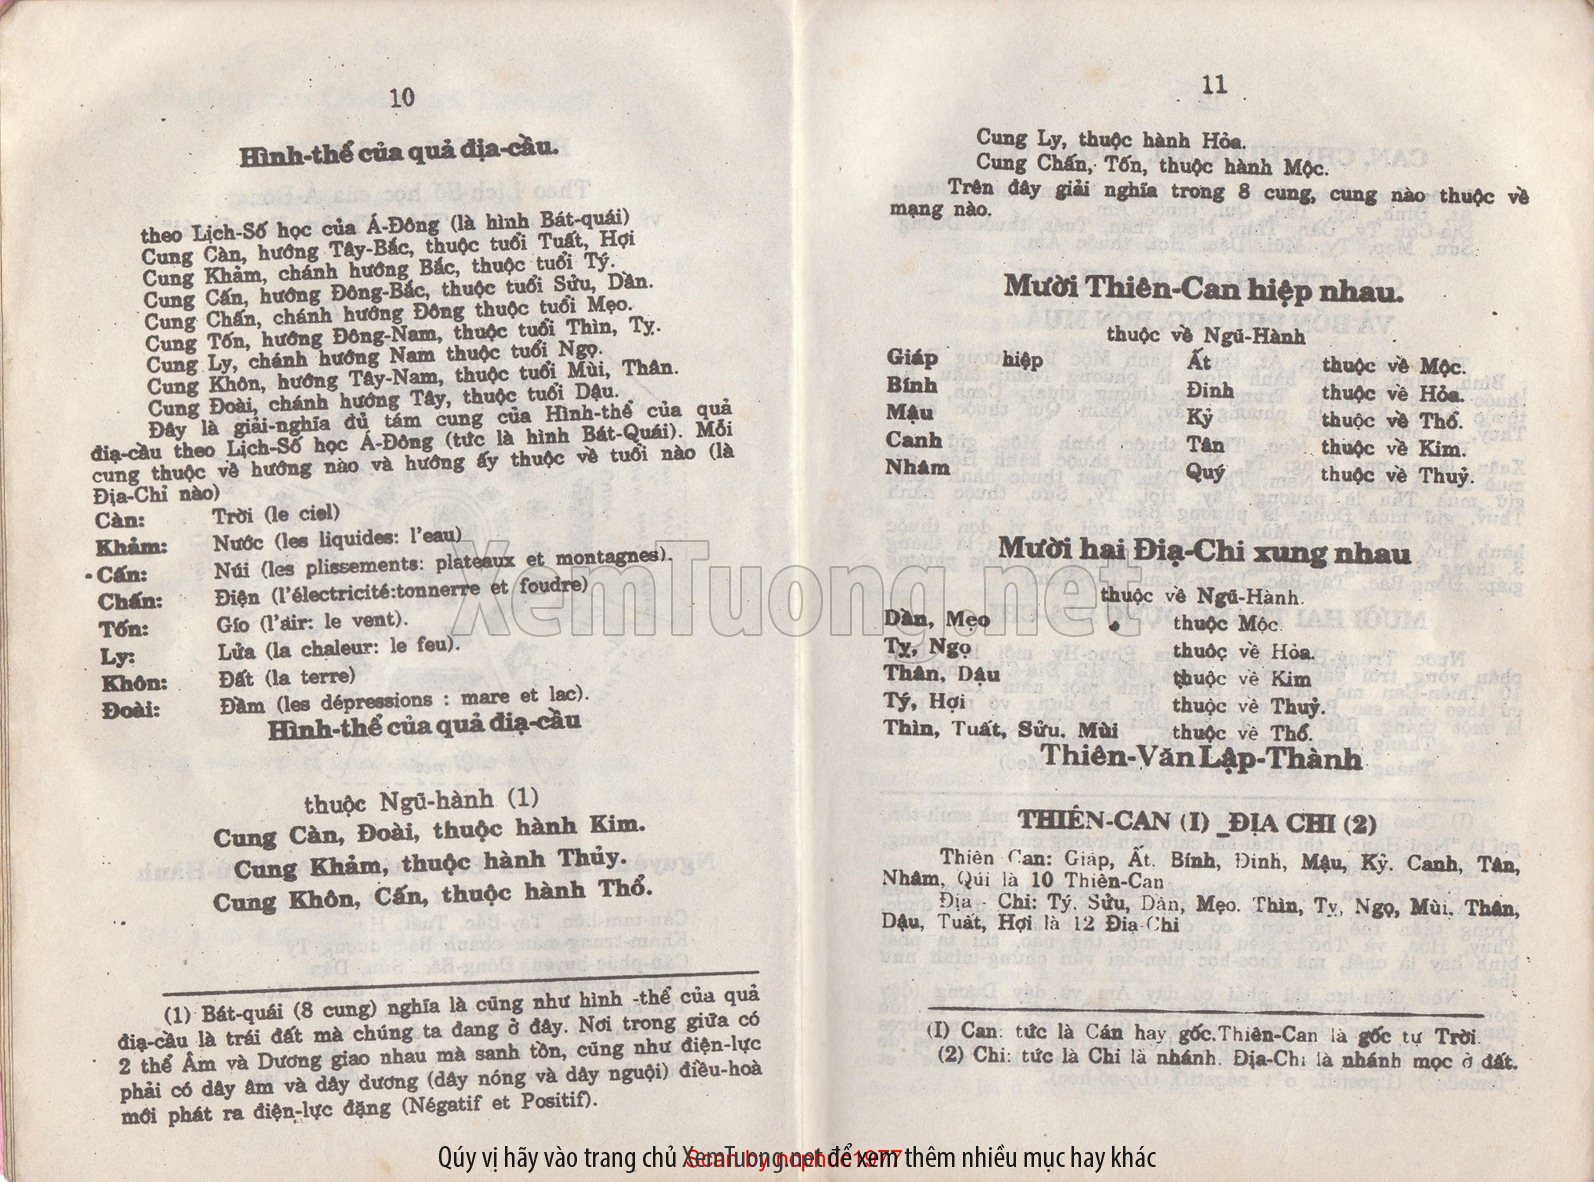 10
Hình-thể của quả địa-cầu.
theo Lịch-Số học của Á-Đông (là hình Bát-quái)
Cung Càn, hướng Tây-Bắc, thuộc tuổi Tuất, Hợi
Cung Khảm, chánh hướng Bắc, thuộc tuổi Tý.
Cung Cấn, hướng Đông-Bắc, thuộc tuổi Sửu, Dần.
Cung Chấn, chánh hướng Đông thuộc tuổi Mẹo.
Cung Tốn, hướng Đông-Nam, thuộc tuổi Thìn, Tỵ.
Cung Ly, chánh hướng Nam thuộc tuổi Ngọ.
Cung Khôn, hướng Tây-Nam, thuộc tuổi Mùi, Thân.
Cung Đoài, chánh hướng Tây, thuộc tuổi Dậu.
Đây là giải-nghĩa đủ tám cung của Hình-thể của quả
địa-cầu theo Lịch-Số học Á-Đông (tức là hình Bát-Quái). Mỗi
cung thuộc về hướng nào và hướng ấy thuộc về tuổi nào (là
Địa-Chi nào)
Càn: Trời (le ciel)
Khảm: Nước (les liquides: l'eau)
Cấn: Núi (les plissements: plateaux et montagnes).
Chấn: Điện (l'électricité:tonnerre et foudre)
Tốn: Gío (l'air: le vent).
Ly: Lửa (la chaleur: le feu).
Khôn: Đất (la terre)
Đoài: Đầm (les dépressions : mare et lac).
Hình-thể của quả địa-cầu
thuộc Ngũ-hành (1)
Cung Càn, Đoài, thuộc hành Kim.
Cung Khảm, thuộc hành Thủy.
Cung Khôn, Cấn, thuộc hành Thổ.
(1) Bát-quái (8 cung) nghĩa là cũng như hình -thể của quả
địa-cầu là trái đất mà chúng ta đang ở đây. Nơi trong giữa có
2 thể Âm và Dương giao nhau mà sanh tồn, cũng như điện-lực
phải có dây âm và dây dương (dây nóng và dây nguội) điều-hoà
mới phát ra điện-lực đặng (Négatif et Positif).
11
Cung Ly, thuộc hành Hỏa.
Cung Chấn, Tốn, thuộc hành Mộc.
Trên đây giải nghĩa trong 8 cung, cung nào thuộc về
mạng nào.
Mười Thiên-Can hiệp nhau.
thuộc về Ngũ-Hành
Giáp hiệp Ất thuộc về Mộc.
Bính Đinh thuộc về Hỏa.
Mậu Kỷ thuộc về Thổ.
Canh Tân thuộc về Kim.
Nhâm Quý thuộc về Thuỷ.
Mười hai Địa-Chi xung nhau
thuộc về Ngũ-Hành.
Dần, Mẹo thuộc Mộc.
Tỵ, Ngọ thuộc về Hỏa.
Thân, Dậu thuộc về Kim
Tý, Hợi thuộc về Thuỷ.
Thìn, Tuất, Sửu. Mùi thuộc về Thổ.
Thiên-Văn Lập-Thành
THIÊN-CAN (I) _ĐỊA CHI (2)
Thiên Can: Giáp, Ất. Bính, Đinh, Mậu, Kỷ. Canh, Tân,
Nhâm, Qúi là 10 Thiên-Can
Địa - Chi: Tý. Sửu, Dần, Mẹo. Thìn, Tỵ, Ngọ, Mùi. Thân,
Dậu, Tuất, Hợi là 12 Địa-Chi
(I) Can: tức là Cán hay gốc.Thiên-Can là gốc tự Trời.
(2) Chi: tức là Chi là nhánh. Địa-Chi là nhánh mọc ở đất.
XemTuong.net
Qúy vị hãy vào trang chủ XemTuong.net để xem thêm nhiều mục hay khác